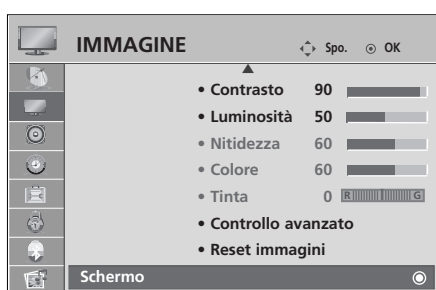 IMMAGINE Spo. OK
• Contrasto 90
• Luminosità 50
• Nitidezza 60
• Colore 60
• Tinta 0 R G
• Controllo avanzato
• Reset immagini
Schermo